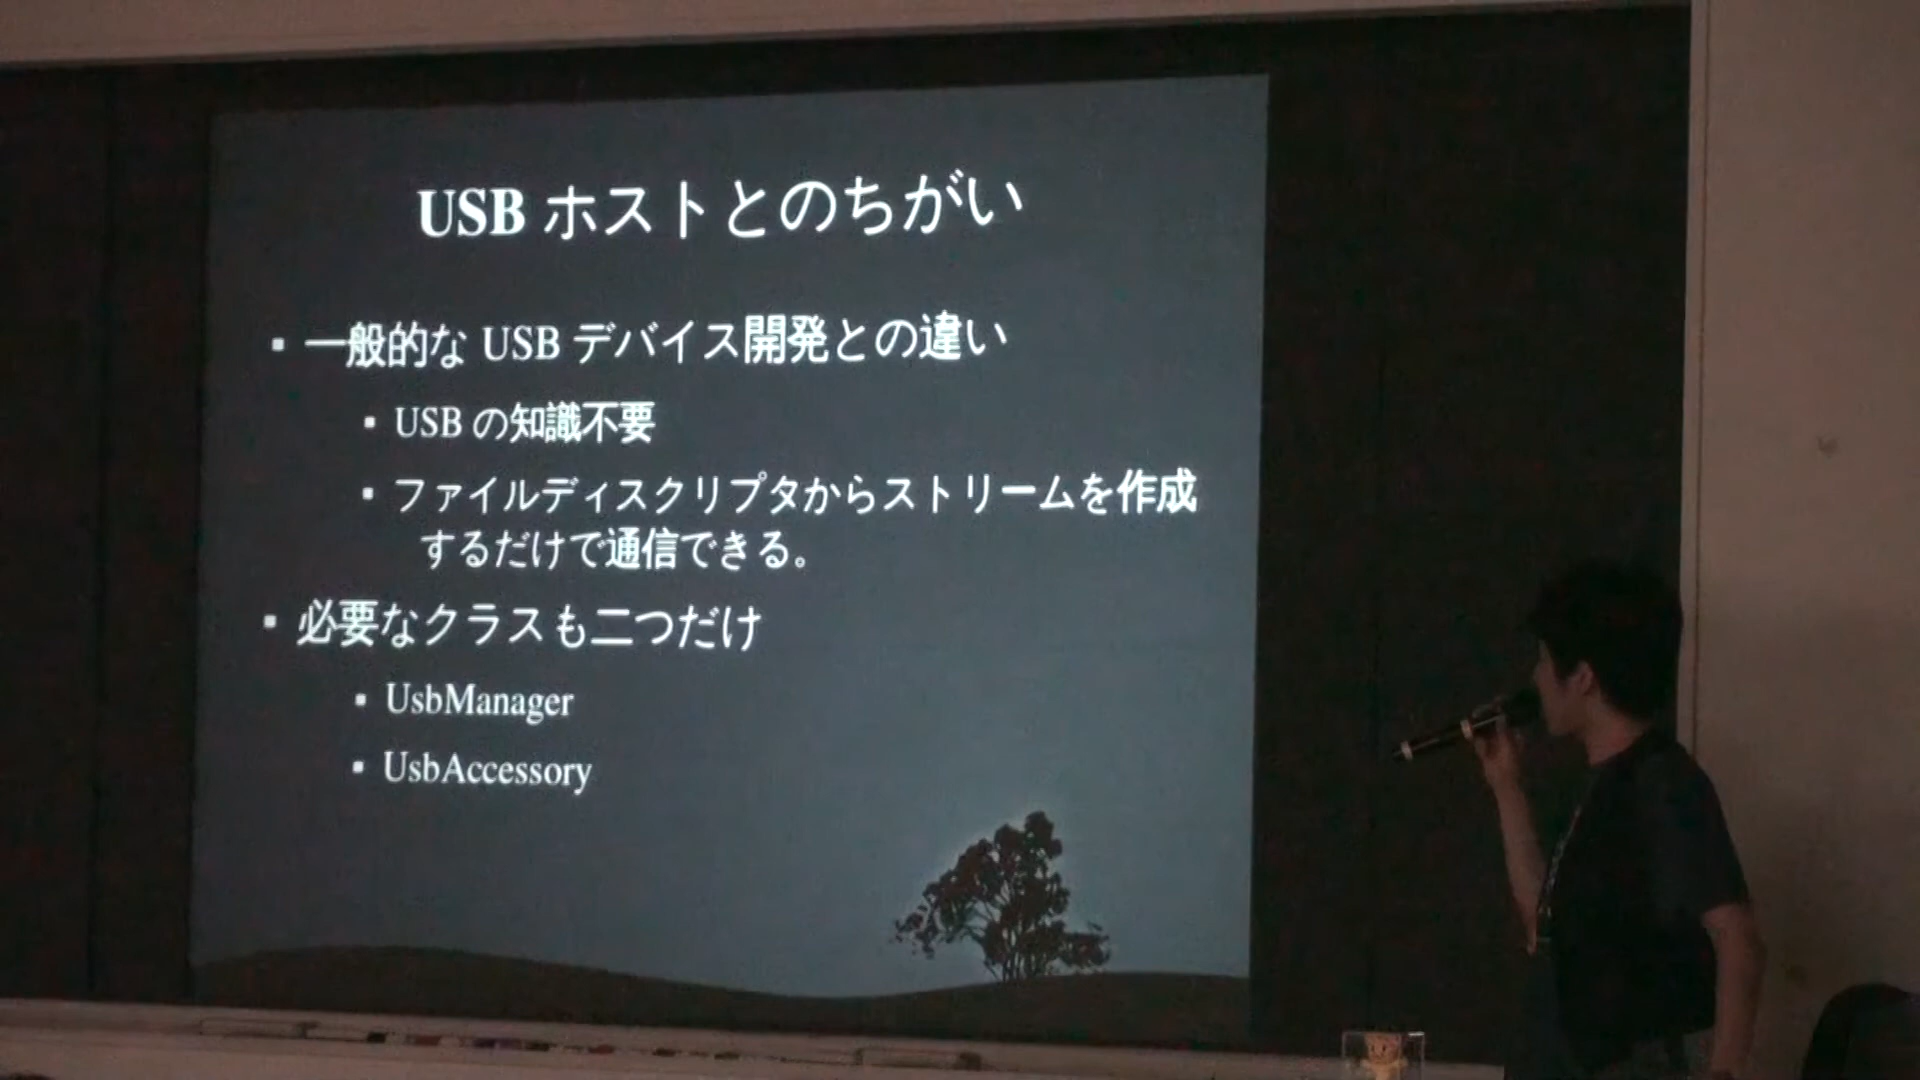 USB ホストとのちがい
一般的な USB デバイス開発との違い
USB の知識不要
ファイルディスクリプタからストリームを作成
するだけで通信できる。
必要なクラスも二つだけ
UsbManager
UsbAccessory